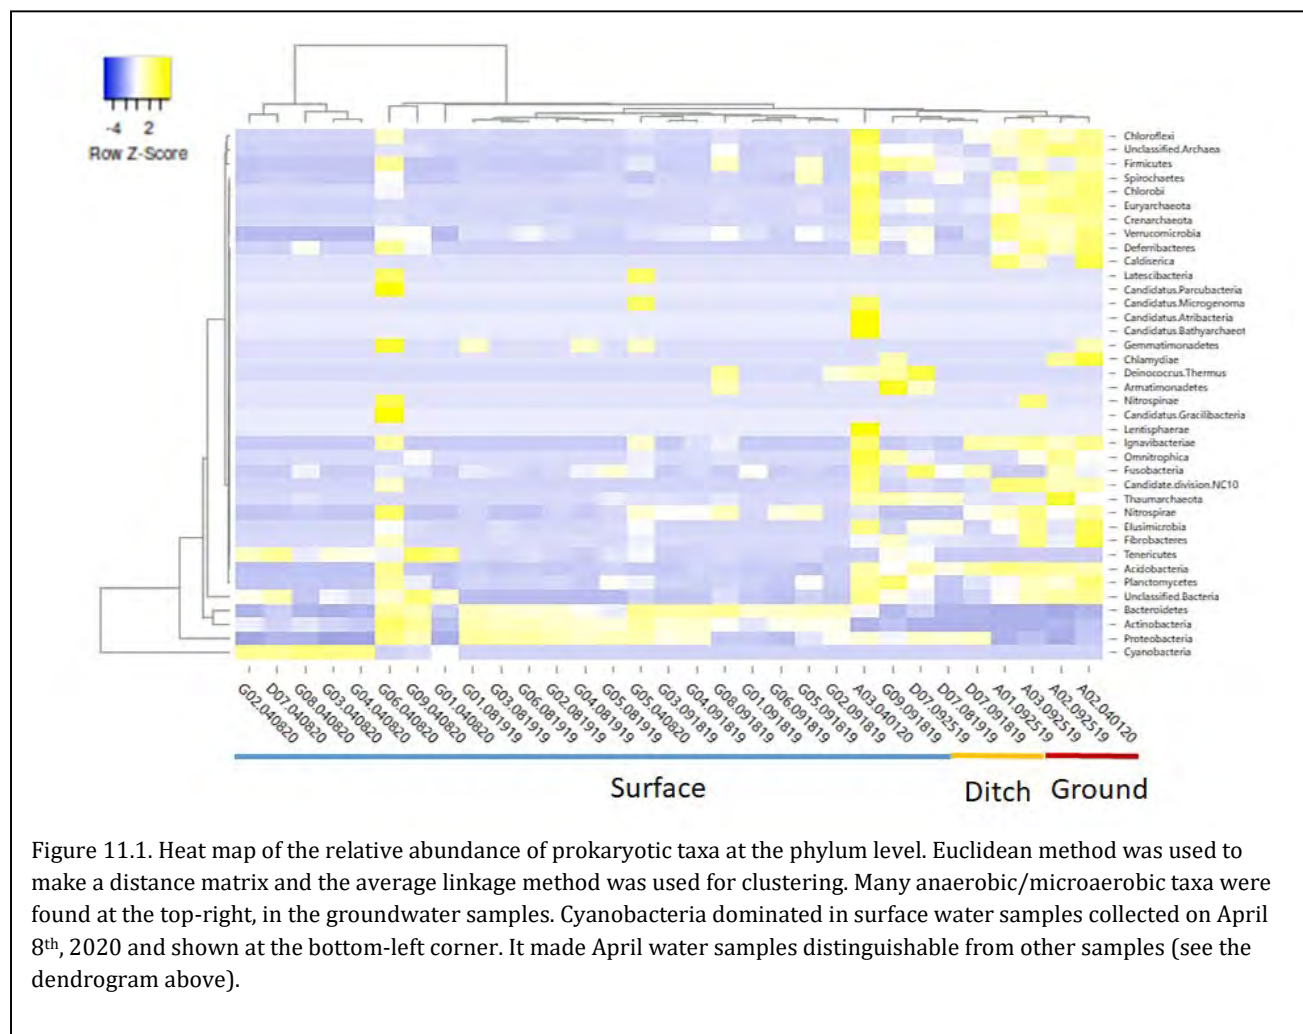 -4 2
Row Z-Score
Chloroflexi
Unclassified.Archaea
Firmicutes
Spirochaetes
Chlorobi
Euryarchaeota
Crenarchaeota
Verrucomicrobia
Deferribacteres
Caldiserica
Latescibacteria
Candidatus.Parcubacteria
Candidatus.Microgenoma
Candidatus.Atribacteria
Candidatus.Bathyarchaeot
Gemmatimonadetes
Chlamydiae
Deinococcus.Thermus
Armatimonadetes
Nitrospinae
Candidatus.Gracilibacteria
Lentisphaerae
Ignavibacteriae
Omnitrophica
Fusobacteria
Candidate.division.NC10
Thaumarchaeota
Nitrospirae
Elusimicrobia
Fibrobacteres
Tenericutes
Acidobacteria
Planctomycetes
Unclassified.Bacteria
Bacteroidetes
Actinobacteria
Proteobacteria
Cyanobacteria
G02.040820
D07.040820
G08.040820
G03.040820
G04.040820
G06.040820
G09.040820
G01.040820
G01.081919
G03.081919
G06.081919
G02.081919
G04.081919
G05.081919
G05.040820
G03.091819
G04.091819
G08.091819
G01.091819
G06.091819
G05.091819
G02.091819
A03.040120
G09.091819
D07.092519
D07.081919
D07.091819
A01.092519
A03.092519
A02.092519
A02.040120
Surface
Ditch
Ground
Figure 11.1. Heat map of the relative abundance of prokaryotic taxa at the phylum level. Euclidean method was used to
make a distance matrix and the average linkage method was used for clustering. Many anaerobic/microaerobic taxa were
found at the top-right, in the groundwater samples. Cyanobacteria dominated in surface water samples collected on April
8th, 2020 and shown at the bottom-left corner. It made April water samples distinguishable from other samples (see the
dendrogram above).